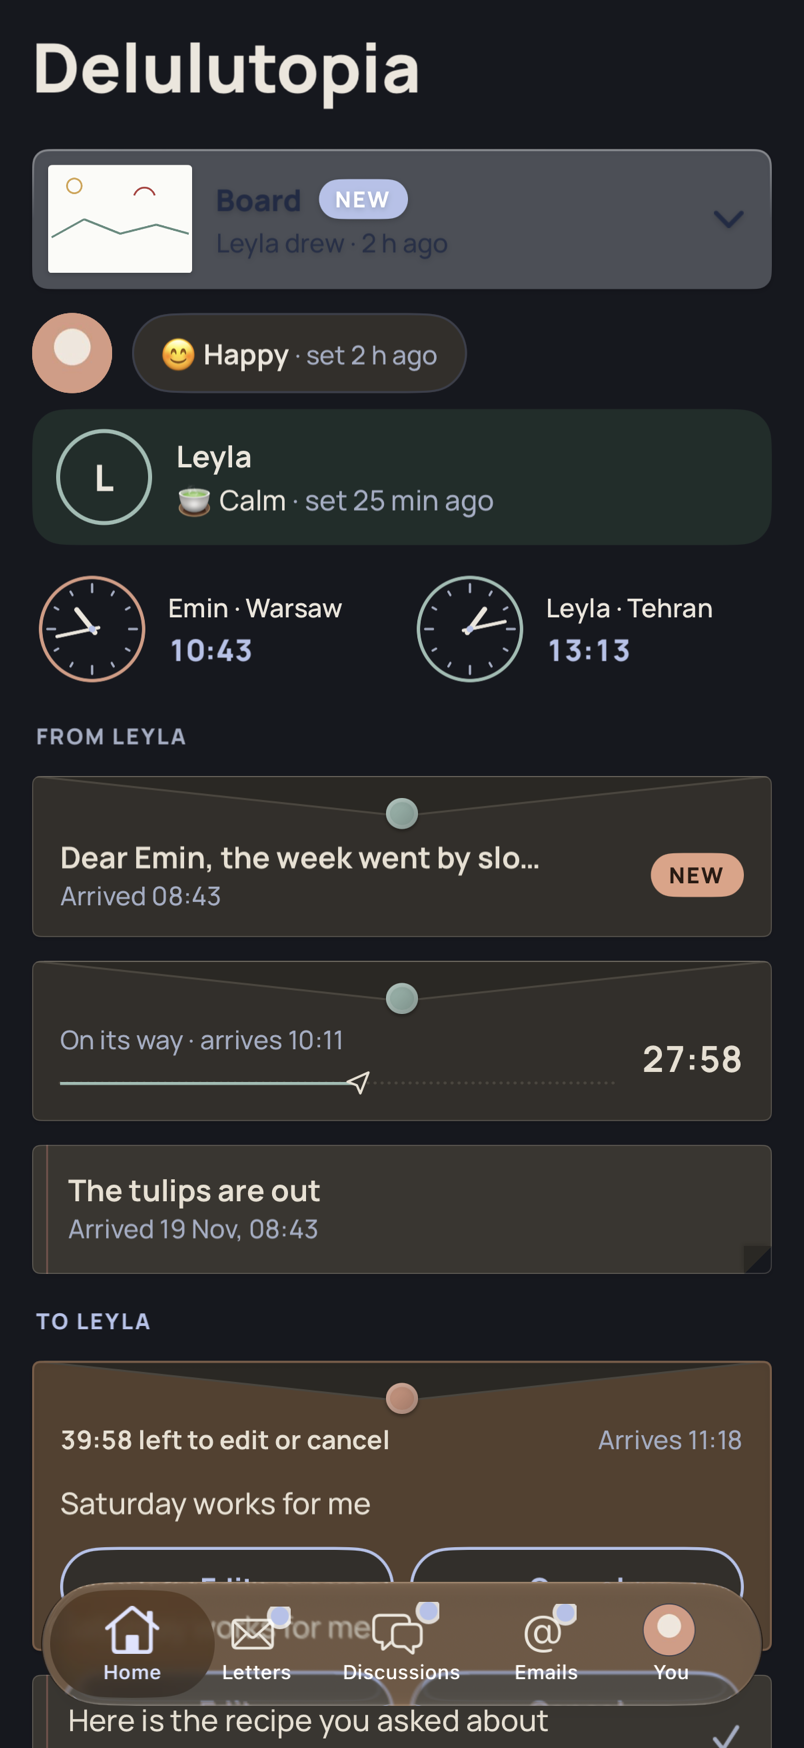 Delulutopia
Board NEW
Leyla drew · 2 h ago
😊 Happy · set 2 h ago
L
Leyla
🍵 Calm · set 25 min ago
Emin · Warsaw
10:43
Leyla · Tehran
13:13
FROM LEYLA
Dear Emin, the week went by slo...
Arrived 08:43
NEW
On its way · arrives 10:11
27:58
The tulips are out
Arrived 19 Nov, 08:43
TO LEYLA
39:58 left to edit or cancel
Arrives 11:18
Saturday works for me
works for me
Home
Letters
Discussions
Emails
You
Here is the recipe you asked about